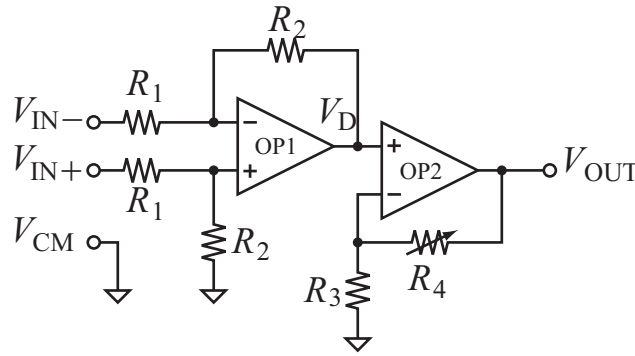 R2
R1
VIN−
−
OP1
VD
+
OP2
VOUT
VIN+
+
R1
−
VCM
R2
R3
R4